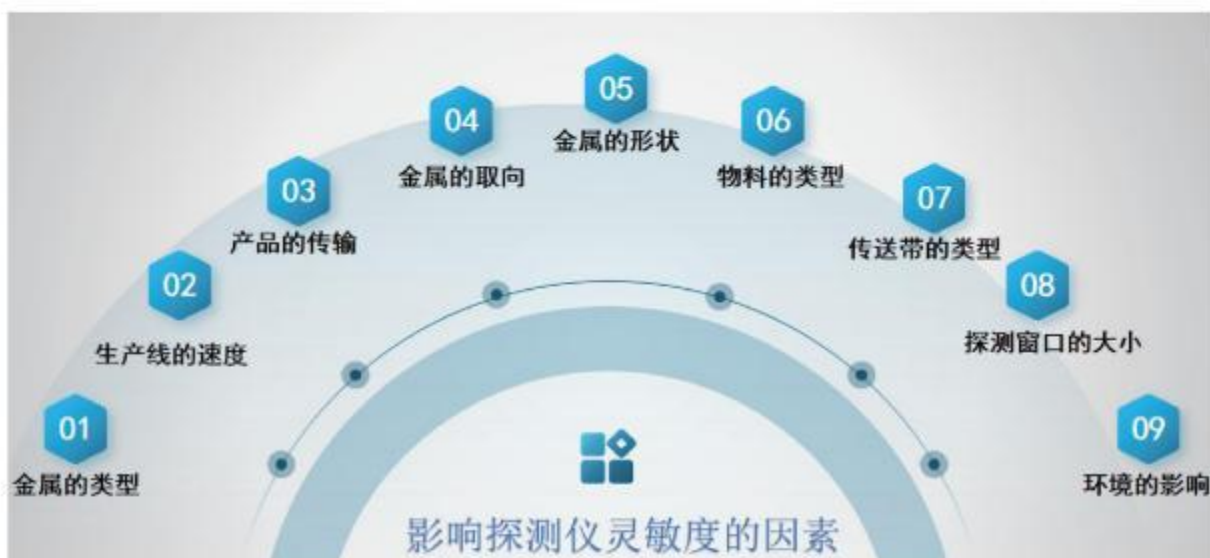 01
金属的类型
02
生产线的速度
03
产品的传输
04
金属的取向
05
金属的形状
06
物料的类型
07
传送带的类型
08
探测窗口的大小
09
环境的影响
影响探测仪灵敏度的因素